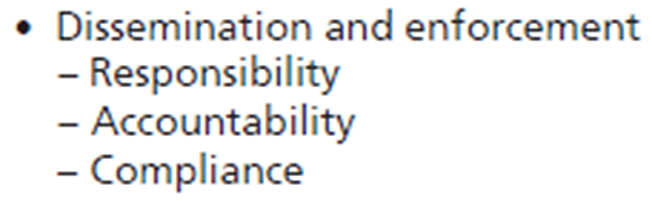 • Dissemination and enforcement
– Responsibility
– Accountability
– Compliance